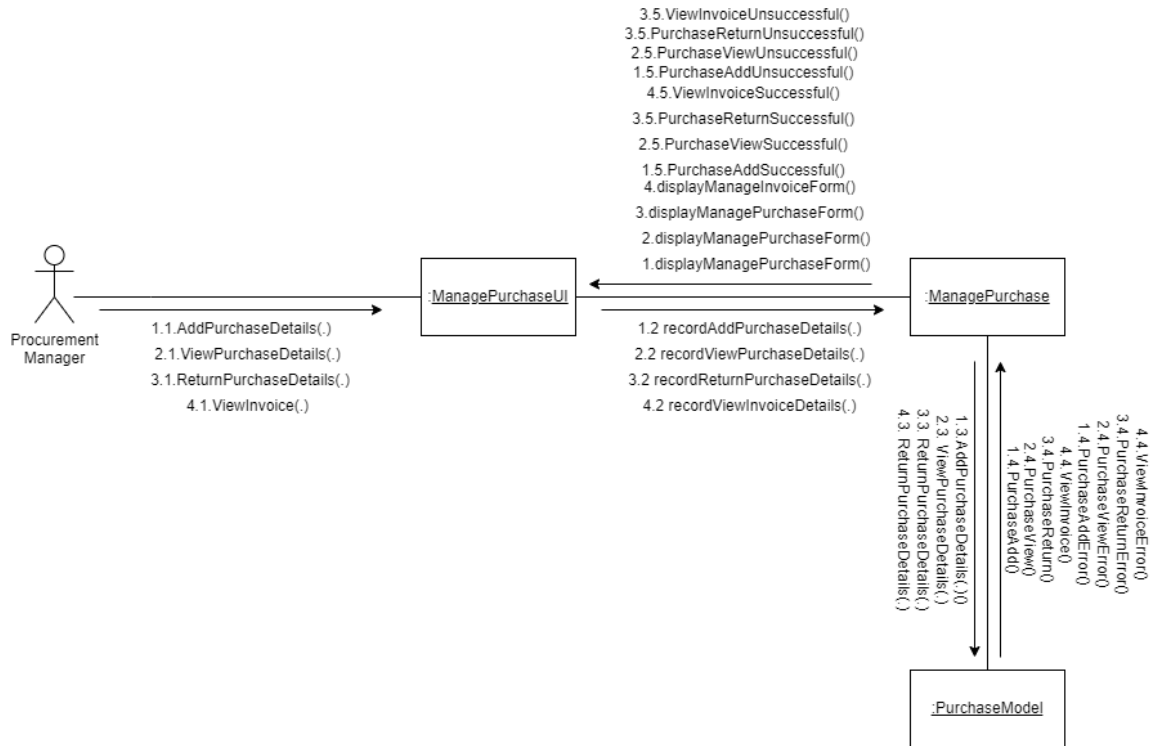 3.5.ViewInvoiceUnsuccessful()
3.5.PurchaseReturnUnsuccessful()
2.5.PurchaseViewUnsuccessful()
1.5.PurchaseAddUnsuccessful()
4.5.ViewInvoiceSuccessful()
3.5.PurchaseReturnSuccessful()
2.5.PurchaseViewSuccessful()
1.5.PurchaseAddSuccessful()
4.displayManageInvoiceForm()
3.displayManagePurchaseForm()
2.displayManagePurchaseForm()
1.displayManagePurchaseForm()
Procurement
Manager
:ManagePurchaseUI
:ManagePurchase
1.1.AddPurchaseDetails(.)
2.1.ViewPurchaseDetails(.)
3.1.ReturnPurchaseDetails(.)
4.1.ViewInvoice(.)
1.2 recordAddPurchaseDetails(.)
2.2 recordViewPurchaseDetails(.)
3.2 recordReturnPurchaseDetails(.)
4.2 recordViewInvoiceDetails(.)
1.3.AddPurchaseDetails(.)()
2.3. ViewPurchaseDetails(.)
3.3. ReturnPurchaseDetails(.)
4.3. ReturnPurchaseDetails(.)
4.4.ViewInvoiceError()
3.4.PurchaseReturnError()
2.4.PurchaseViewError()
1.4.PurchaseAddError()
4.4.ViewInvoice()
3.4.PurchaseReturn()
2.4.PurchaseView()
1.4.PurchaseAdd()
:PurchaseModel